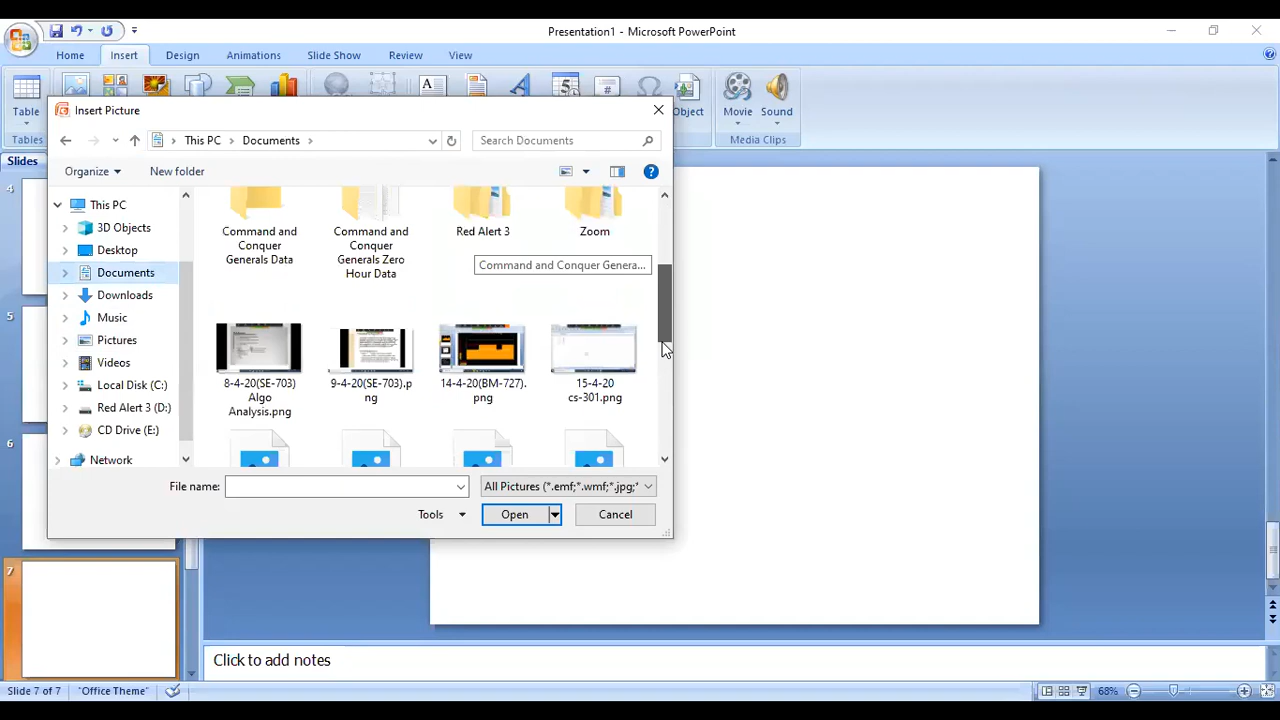 Presentation1 - Microsoft PowerPoint
Home
Insert
Design
Animations
Slide Show
Review
View
Table
Tables
Object
Movie
Sound
Media Clips
Insert Picture
This PC
Documents
Search Documents
Organize
New folder
This PC
3D Objects
Desktop
Documents
Downloads
Music
Pictures
Videos
Local Disk (C:)
Red Alert 3 (D:)
CD Drive (E:)
Network
Command and
Conquer
Generals Data
Command and
Conquer
Generals Zero
Hour Data
Red Alert 3
Zoom
Command and Conquer Genera...
8-4-20(SE-703)
Algo
Analysis.png
9-4-20(SE-703).p
ng
14-4-20(BM-727).
png
15-4-20
cs-301.png
File name:
All Pictures (*.emf;*.wmf;*.jpg;*
Tools
Open
Cancel
Slides
4
5
6
7
Click to add notes
Slide 7 of 7
"Office Theme"
68%